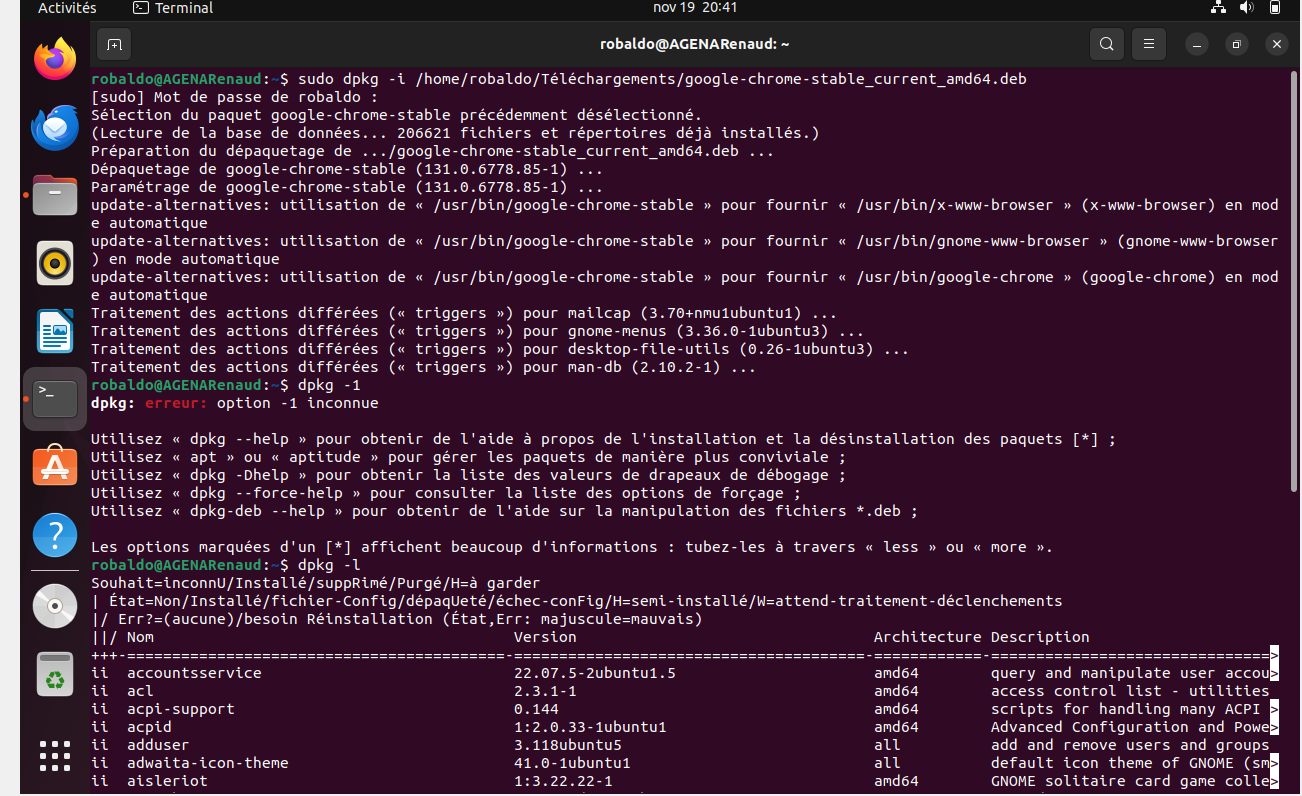 Activités
Terminal
nov 19 20:41
robaldo@AGENARenaud: ~
robaldo@AGENARenaud:~$ sudo dpkg -i /home/robaldo/Téléchargements/google-chrome-stable_current_amd64.deb
[sudo] Mot de passe de robaldo :
Sélection du paquet google-chrome-stable précédemment désélectionné.
(Lecture de la base de données... 206621 fichiers et répertoires déjà installés.)
Préparation du dépaquetage de .../google-chrome-stable_current_amd64.deb ...
Dépaquetage de google-chrome-stable (131.0.6778.85-1) ...
Paramétrage de google-chrome-stable (131.0.6778.85-1) ...
update-alternatives: utilisation de « /usr/bin/google-chrome-stable » pour fournir « /usr/bin/x-www-browser » (x-www-browser) en mod
e automatique
update-alternatives: utilisation de « /usr/bin/google-chrome-stable » pour fournir « /usr/bin/gnome-www-browser » (gnome-www-browser
) en mode automatique
update-alternatives: utilisation de « /usr/bin/google-chrome-stable » pour fournir « /usr/bin/google-chrome » (google-chrome) en mod
e automatique
Traitement des actions différées (« triggers ») pour mailcap (3.70+nmu1ubuntu1) ...
Traitement des actions différées (« triggers ») pour gnome-menus (3.36.0-1ubuntu3) ...
Traitement des actions différées (« triggers ») pour desktop-file-utils (0.26-1ubuntu3) ...
Traitement des actions différées (« triggers ») pour man-db (2.10.2-1) ...
robaldo@AGENARenaud:~$ dpkg -1
dpkg: erreur: option -1 inconnue
Utilisez « dpkg --help » pour obtenir de l'aide à propos de l'installation et la désinstallation des paquets [*] ;
Utilisez « apt » ou « aptitude » pour gérer les paquets de manière plus conviviale ;
Utilisez « dpkg -Dhelp » pour obtenir la liste des valeurs de drapeaux de débogage ;
Utilisez « dpkg --force-help » pour consulter la liste des options de forçage ;
Utilisez « dpkg-deb --help » pour obtenir de l'aide sur la manipulation des fichiers *.deb ;
Les options marquées d'un [*] affichent beaucoup d'informations : tubez-les à travers « less » ou « more ».
robaldo@AGENARenaud:~$ dpkg -l
Souhait=inconnU/Installé/suppRimé/Purgé/H=à garder
| État=Non/Installé/fichier-Config/dépaqUeté/échec-conFig/H=semi-installé/W=attend-traitement-déclenchements
|/ Err?=(aucune)/besoin Réinstallation (État,Err: majuscule=mauvais)
||/ Nom Version Architecture Description
+++-==========================================-=======================================-============-===============================>
ii accountsservice 22.07.5-2ubuntu1.5 amd64 query and manipulate user accou>
ii acl 2.3.1-1 amd64 access control list - utilities
ii acpi-support 0.144 amd64 scripts for handling many ACPI >
ii acpid 1:2.0.33-1ubuntu1 amd64 Advanced Configuration and Powe>
ii adduser 3.118ubuntu5 all add and remove users and groups
ii adwaita-icon-theme 41.0-1ubuntu1 all default icon theme of GNOME (sm>
ii aisleriot 1:3.22.22-1 amd64 GNOME solitaire card game colle>